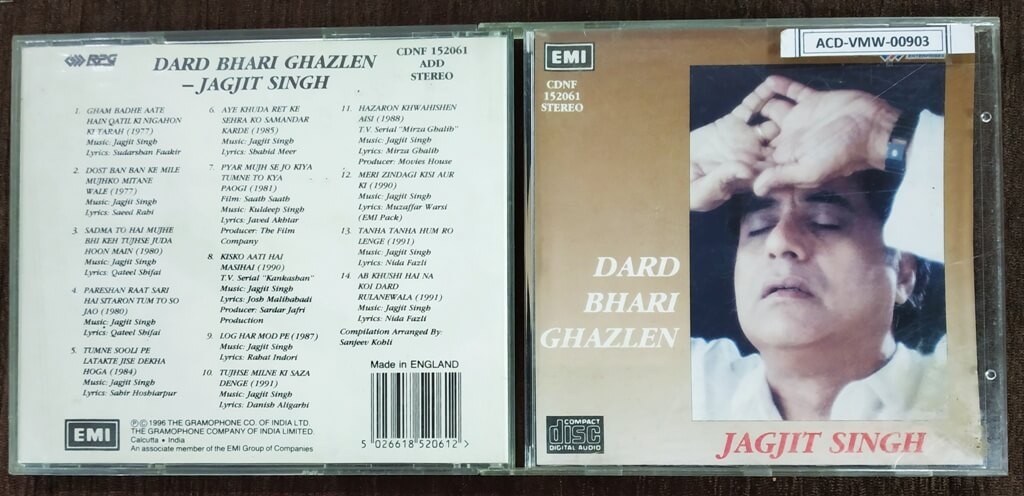 RPG
DARD BHARI GHAZLEN
– JAGJIT SINGH
CDNF 152061
ADD
STEREO
1. GHAM BADHE AATE
HAIN QATIL KI NIGAHON
KI TARAH (1977)
Music: Jagjit Singh
Lyrics: Sudarshan Faakir
2. DOST BAN BAN KE MILE
MUJHKO MITANE
WALE (1977)
Music: Jagjit Singh
Lyrics: Saeed Rahi
3. SADMA TO HAI MUJHE
BHI KEH TUJHSE JUDA
HOON MAIN (1980)
Music: Jagjit Singh
Lyrics: Qateel Shifai
4. PARESHAN RAAT SARI
HAI SITARON TUM TO SO
JAO (1980)
Music: Jagjit Singh
Lyrics: Qateel Shifai
5. TUMNE SOOLI PE
LATAKTE JISE DEKHA
HOGA (1984)
Music: Jagjit Singh
Lyrics: Sahir Hoshiarpur
6. AYE KHUDA RET KE
SEHRA KO SAMANDAR
KARDE (1985)
Music: Jagjit Singh
Lyrics: Shahid Meer
7. PYAR MUJH SE JO KIYA
TUMNE TO KYA
PAOGI (1981)
Film: Saath Saath
Music: Kuldeep Singh
Lyrics: Javed Akhtar
Producer: The Film
Company
8. KISKO AATI HAI
MASIHAI (1990)
T.V. Serial "Kankashan"
Music: Jagjit Singh
Lyrics: Josh Malihabadi
Producer: Sardar Jafri
Production
9. LOG HAR MOD PE (1987)
Music: Jagjit Singh
Lyrics: Rahat Indori
10. TUJHSE MILNE KI SAZA
DENGE (1991)
Music: Jagjit Singh
Lyrics: Danish Aligarhi
11. HAZARON KHWAHISHEN
AISI (1988)
T.V. Serial "Mirza Ghalib"
Music: Jagjit Singh
Lyrics: Mirza Ghalib
Producer: Movies House
12. MERI ZINDAGI KISI AUR
KI (1990)
Music: Jagjit Singh
Lyrics: Muzaffar Warsi
(EMI Pack)
13. TANHA TANHA HUM RO
LENGE (1991)
Music: Jagjit Singh
Lyrics: Nida Fazli
14. AB KHUSHI HAI NA
KOI DARD
RULANEWALA (1991)
Music: Jagjit Singh
Lyrics: Nida Fazli
Compilation Arranged By:
Sanjeev Kohli
Made in ENGLAND
5 026618 520612 >
EMI
℗© 1996 THE GRAMOPHONE CO. OF INDIA LTD.
THE GRAMOPHONE COMPANY OF INDIA LIMITED.
Calcutta • India
An associate member of the EMI Group of Companies
EMI
CDNF
152061
STEREO
ACD-VMW-00903
DARD
BHARI
GHAZLEN
COMPACT
disc
DIGITAL AUDIO
JAGJIT SINGH